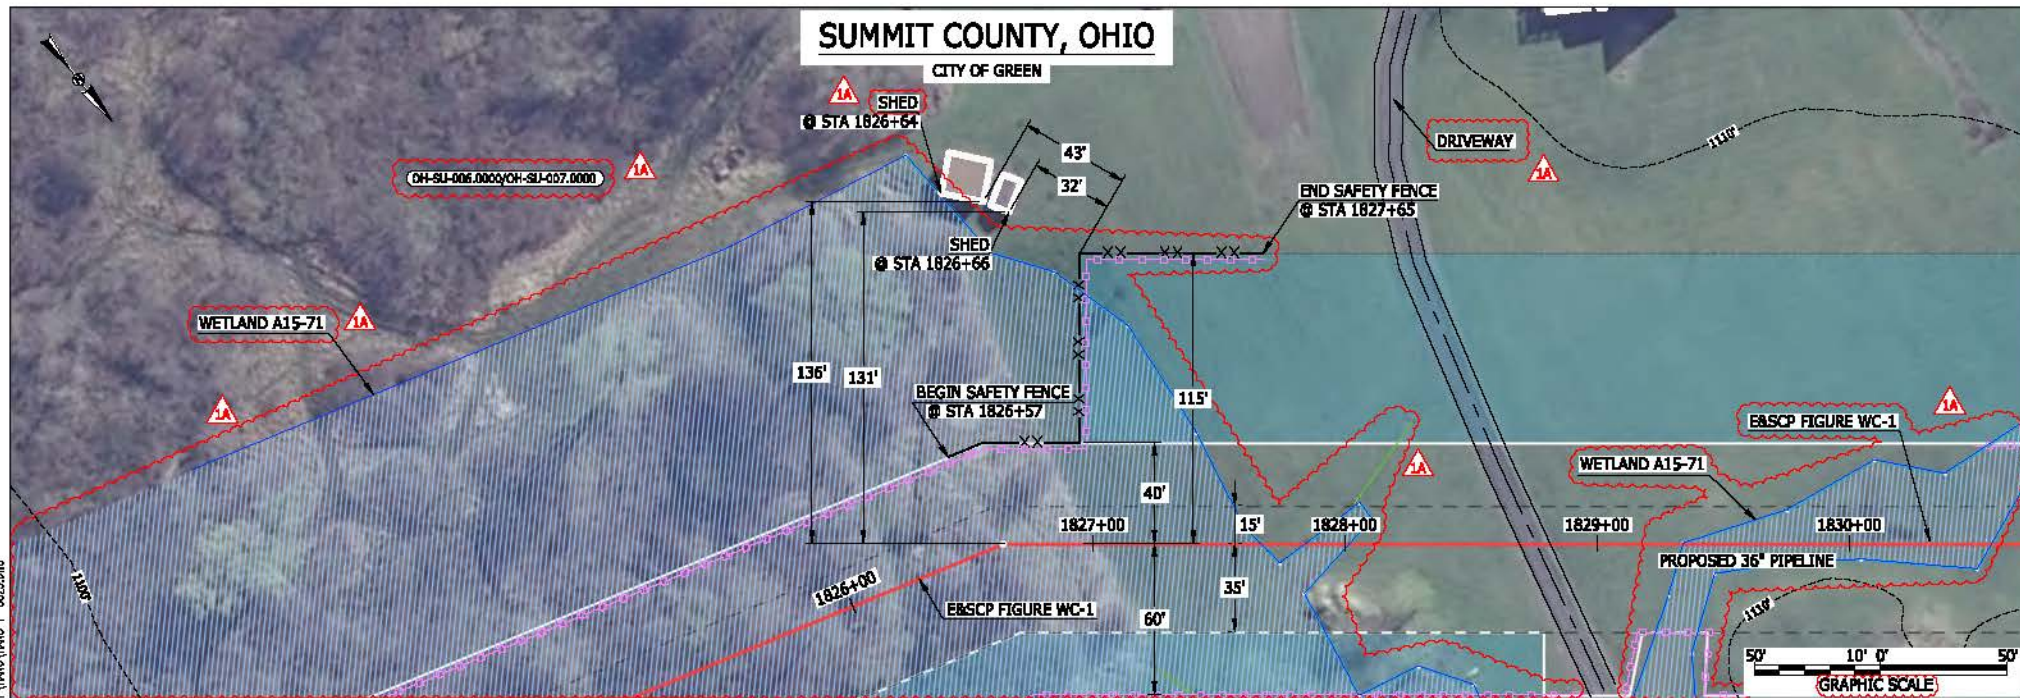 SUMMIT COUNTY, OHIO
CITY OF GREEN
1A
SHED
@ STA 1826+64
43'
32'
DRIVEWAY
1A
1110'
OH-SU-006.0000/OH-SU-007.0000
1A
END SAFETY FENCE
@ STA 1827+65
SHED
@ STA 1826+66
WETLAND A15-71
1A
136'
131'
BEGIN SAFETY FENCE
@ STA 1826+57
115'
1A
E&SCP FIGURE WC-1
1A
WETLAND A15-71
1A
40'
1827+00
15'
1828+00
1829+00
1830+00
PROPOSED 36" PIPELINE
1100'
1826+00
E&SCP FIGURE WC-1
35'
60'
1110'
50' 10' 0' 50'
GRAPHIC SCALE